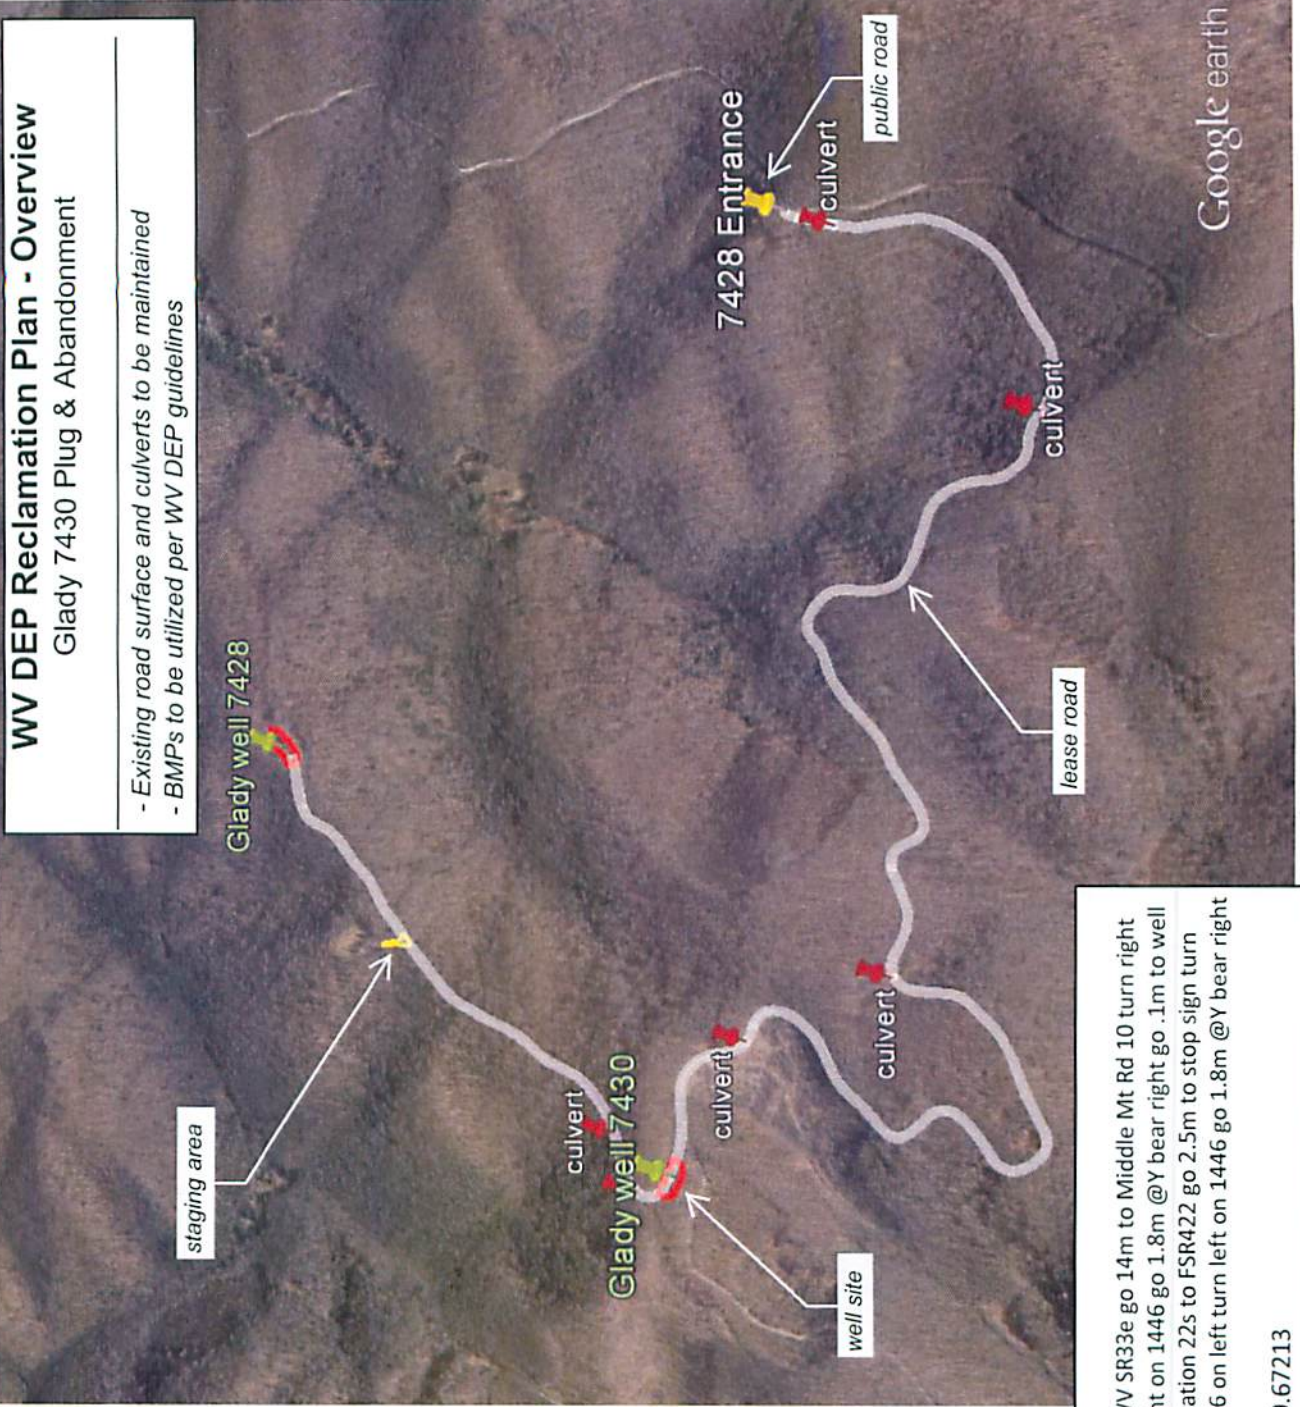 WV DEP Reclamation Plan - Overview
Glady 7430 Plug & Abandonment
- Existing road surface and culverts to be maintained
- BMPs to be utilized per WV DEP guidelines
Glady well 7428
staging area
culvert
Glady well 7430
well site
culvert
culvert
lease road
culvert
7428 Entrance
culvert
public road
Google earth
SR33e go 14m to Middle Mt Rd 10 turn right
on 1446 go 1.8m @Y bear right go .1m to well
22s to FSR422 go 2.5m to stop sign turn
6 on left turn left on 1446 go 1.8m @Y bear right
.67213